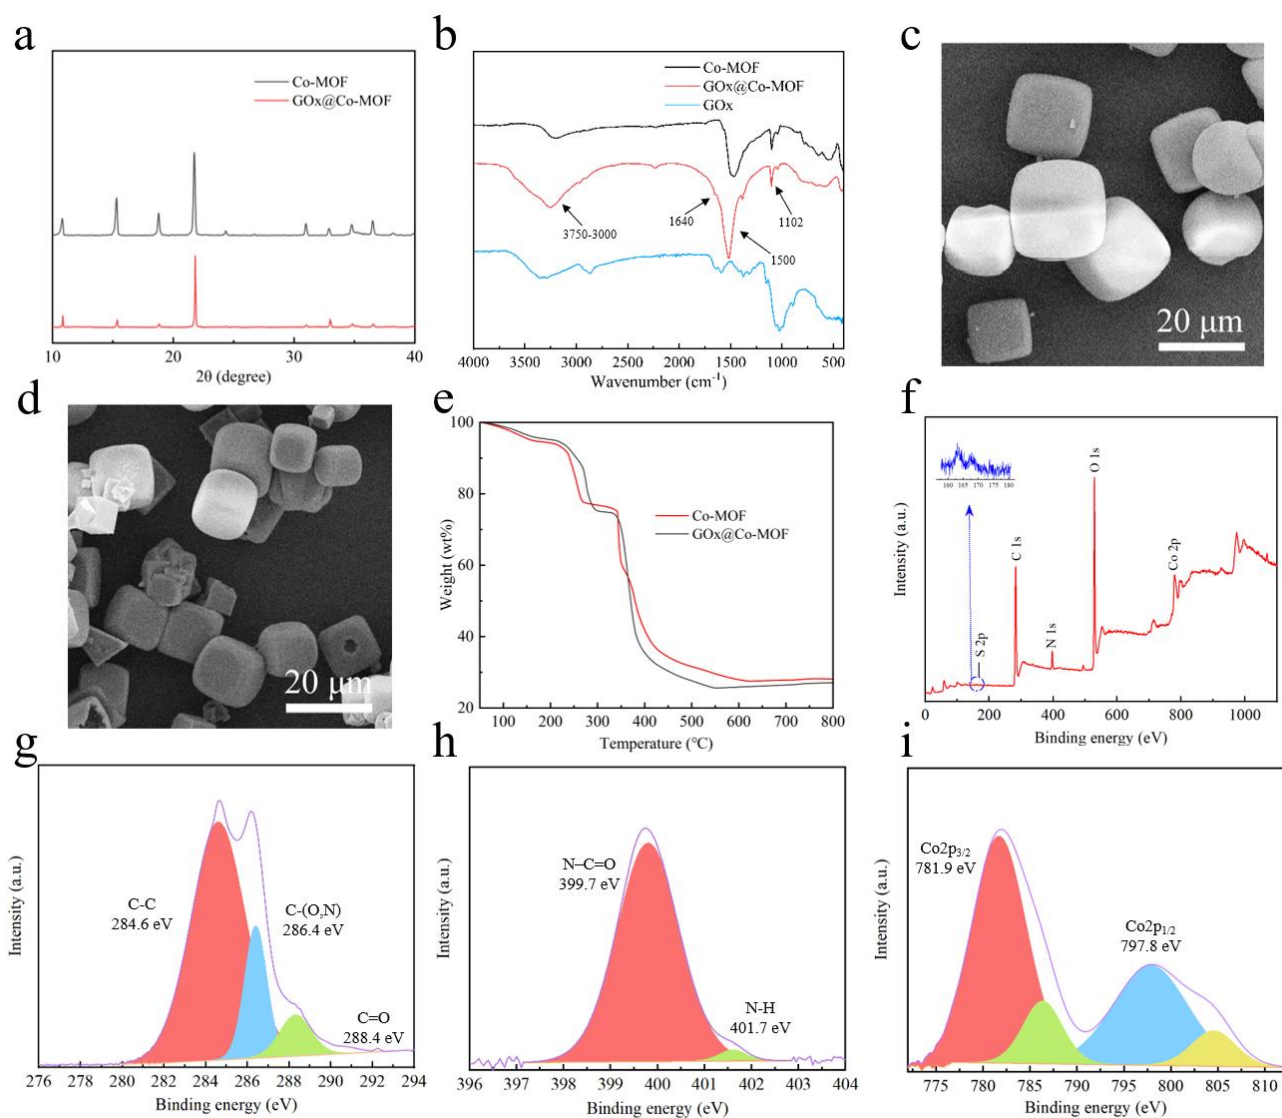 a
Co-MOF
GOx@Co-MOF
10 20 30 40
2θ (degree)
b
Co-MOF
GOx@Co-MOF
GOx
3750-3000
1640
1102
1500
4000 3500 3000 2500 2000 1500 1000 500
Wavenumber (cm⁻¹)
c
20 μm
d
20 μm
e
100
80
60
40
20
Weight (wt%)
Co-MOF
GOx@Co-MOF
100 200 300 400 500 600 700 800
Temperature (℃)
f
Intensity (a.u.)
160 165 170 175 180
S 2p
C 1s
N 1s
O 1s
Co 2p
0 200 400 600 800 1000
Binding energy (eV)
g
Intensity (a.u.)
C-C
284.6 eV
C-(O,N)
286.4 eV
C=O
288.4 eV
276 278 280 282 284 286 288 290 292 294
Binding energy (eV)
h
Intensity (a.u.)
N–C=O
399.7 eV
N-H
401.7 eV
396 397 398 399 400 401 402 403 404
Binding energy (eV)
i
Intensity (a.u.)
Co2p3/2
781.9 eV
Co2p1/2
797.8 eV
775 780 785 790 795 800 805 810
Binding energy (eV)